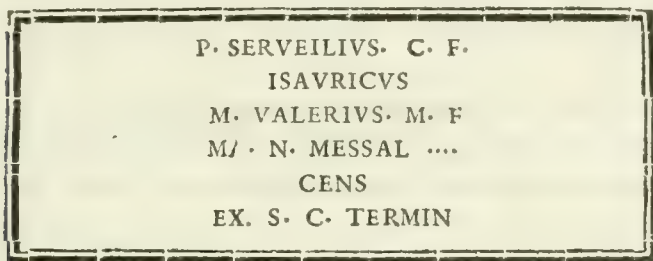 P. SERVEILIVS. C. F.
ISAVRICVS
M. VALERIVS. M. F
M/ . N. MESSAL ....
CENS
EX. S. C. TERMIN